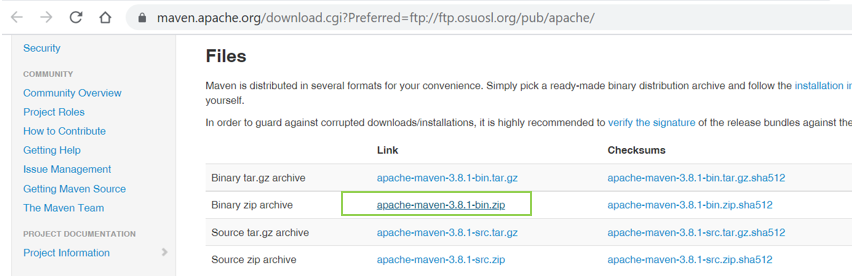 maven.apache.org/download.cgi?Preferred=ftp://ftp.osuosl.org/pub/apache/
Security
COMMUNITY
Community Overview
Project Roles
How to Contribute
Getting Help
Issue Management
Getting Maven Source
The Maven Team
PROJECT DOCUMENTATION
Project Information
Files
Maven is distributed in several formats for your convenience. Simply pick a ready-made binary distribution archive and follow the installation in
yourself.
In order to guard against corrupted downloads/installations, it is highly recommended to verify the signature of the release bundles against the
Link Checksums
Binary tar.gz archive apache-maven-3.8.1-bin.tar.gz apache-maven-3.8.1-bin.tar.gz.sha512
Binary zip archive apache-maven-3.8.1-bin.zip apache-maven-3.8.1-bin.zip.sha512
Source tar.gz archive apache-maven-3.8.1-src.tar.gz apache-maven-3.8.1-src.tar.gz.sha512
Source zip archive apache-maven-3.8.1-src.zip apache-maven-3.8.1-src.zip.sha512